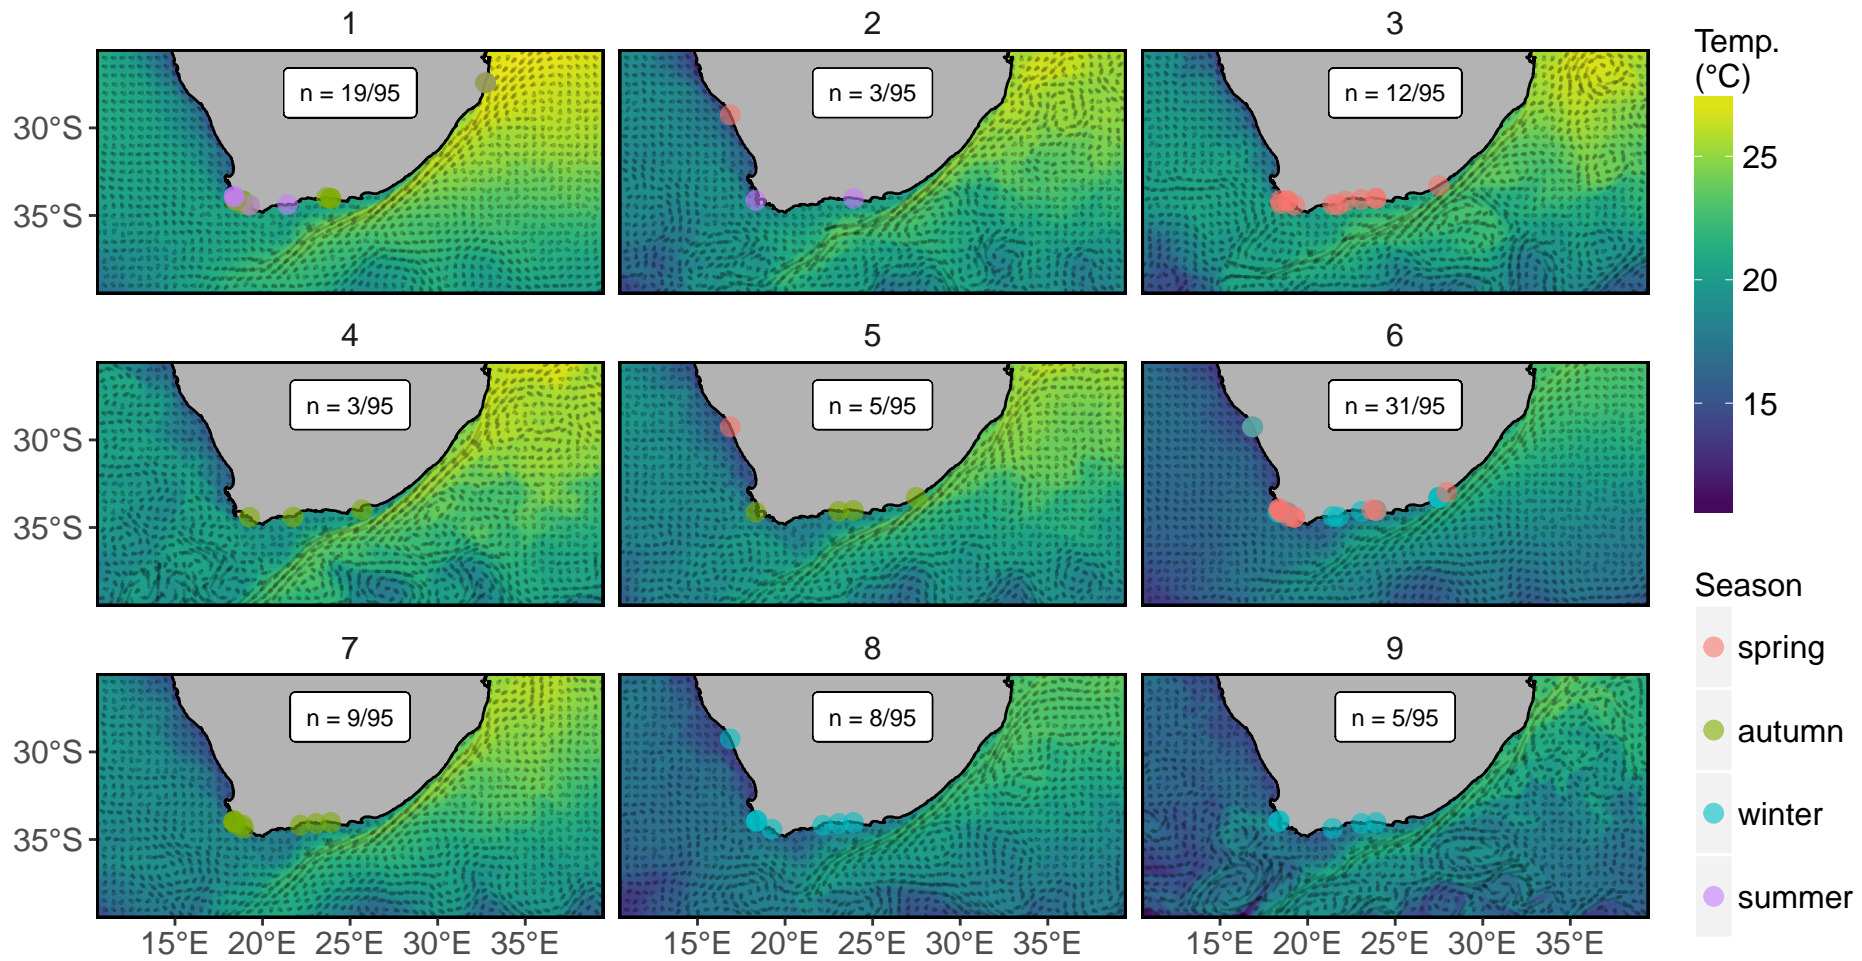 1
2
3
n = 19/95
n = 3/95
n = 12/95
30°S
35°S
4
5
6
n = 3/95
n = 5/95
n = 31/95
30°S
35°S
7
8
9
n = 9/95
n = 8/95
n = 5/95
30°S
35°S
15°E 20°E 25°E 30°E 35°E
15°E 20°E 25°E 30°E 35°E
15°E 20°E 25°E 30°E 35°E
Temp.
(°C)
25
20
15
Season
spring
autumn
winter
summer